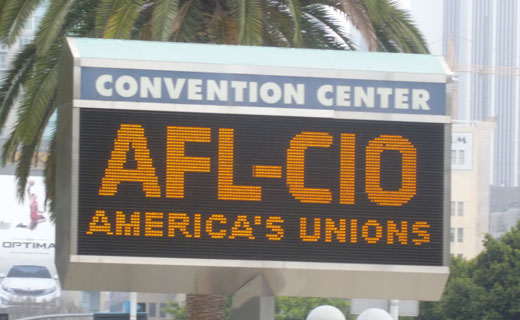 CONVENTION CENTER
AFL-CIO
AMERICA'S UNIONS
OPTIMA